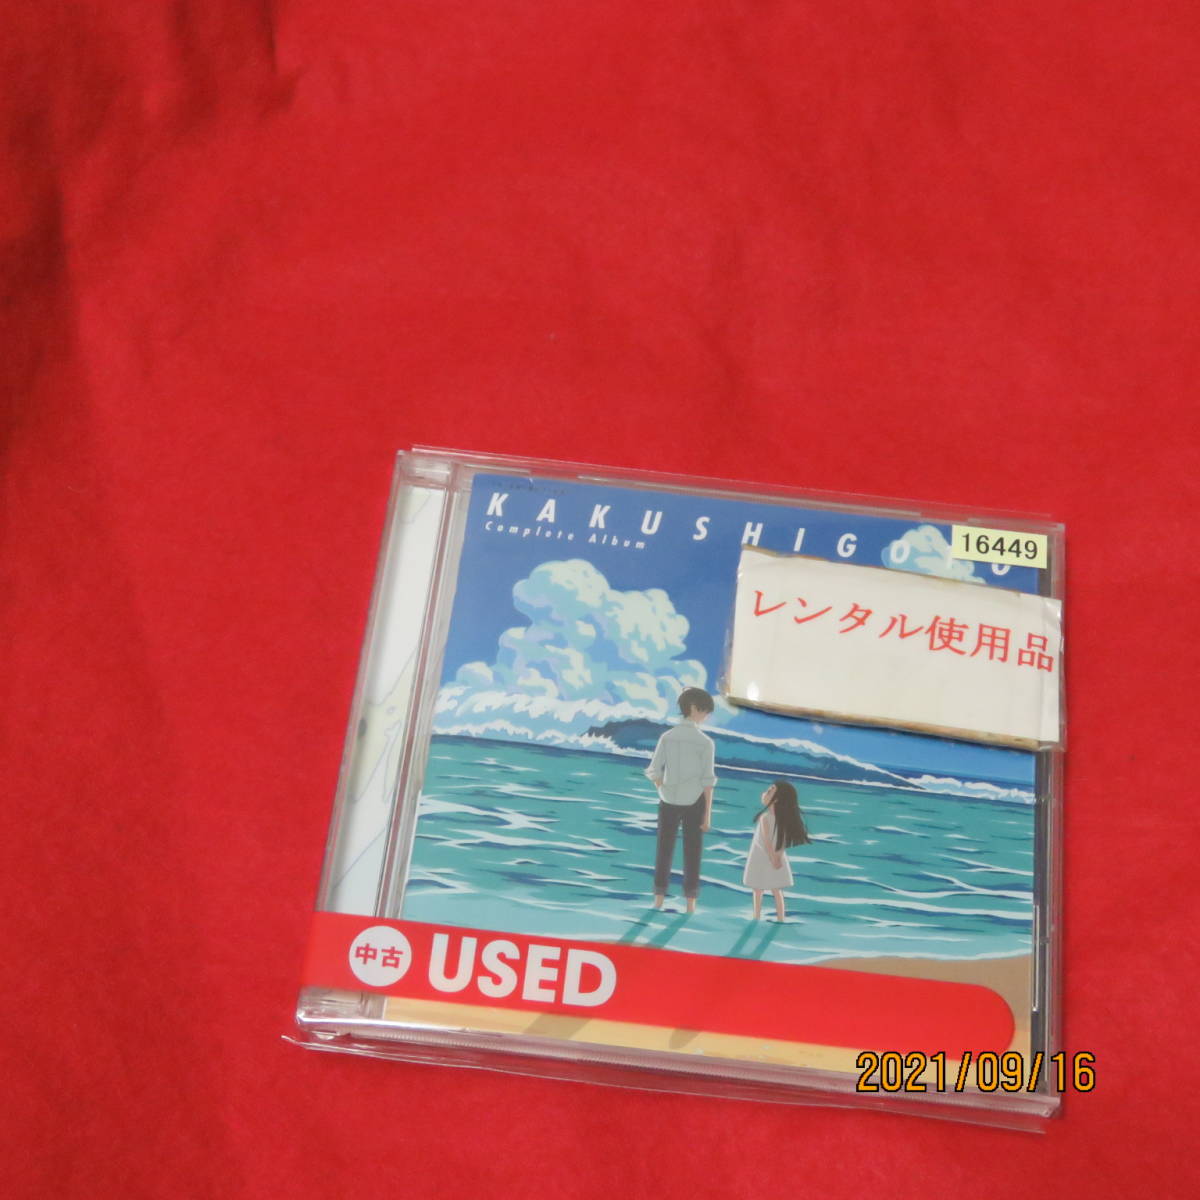 KAKUSHIGOTO
Complete Album
16449
レンタル使用品
中古 USED
2021/09/16